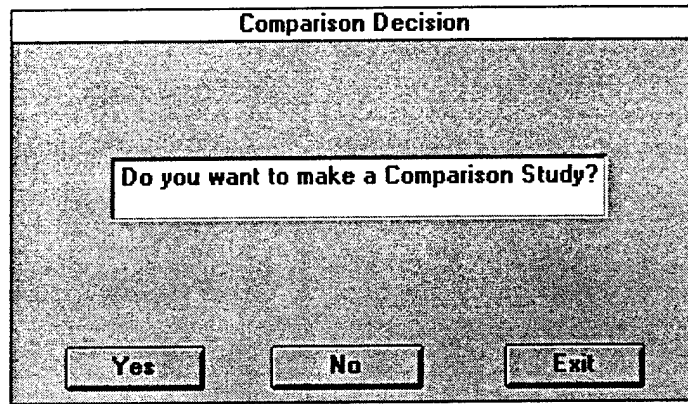 Comparison Decision
Do you want to make a Comparison Study?
Yes No Exit